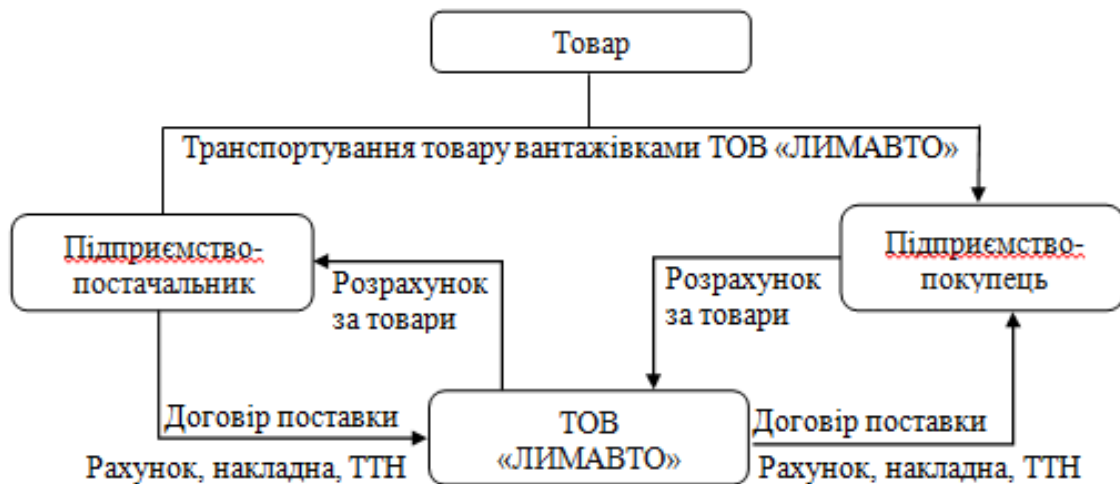 Товар
Транспортування товару вантажівками ТОВ «ЛИМАВТО»
Підприємство-
постачальник
Розрахунок
за товари
Розрахунок
за товари
Підприємство-
покупець
Договір поставки
Рахунок, накладна, ТТН
ТОВ
«ЛИМАВТО»
Договір поставки
Рахунок, накладна, ТТН